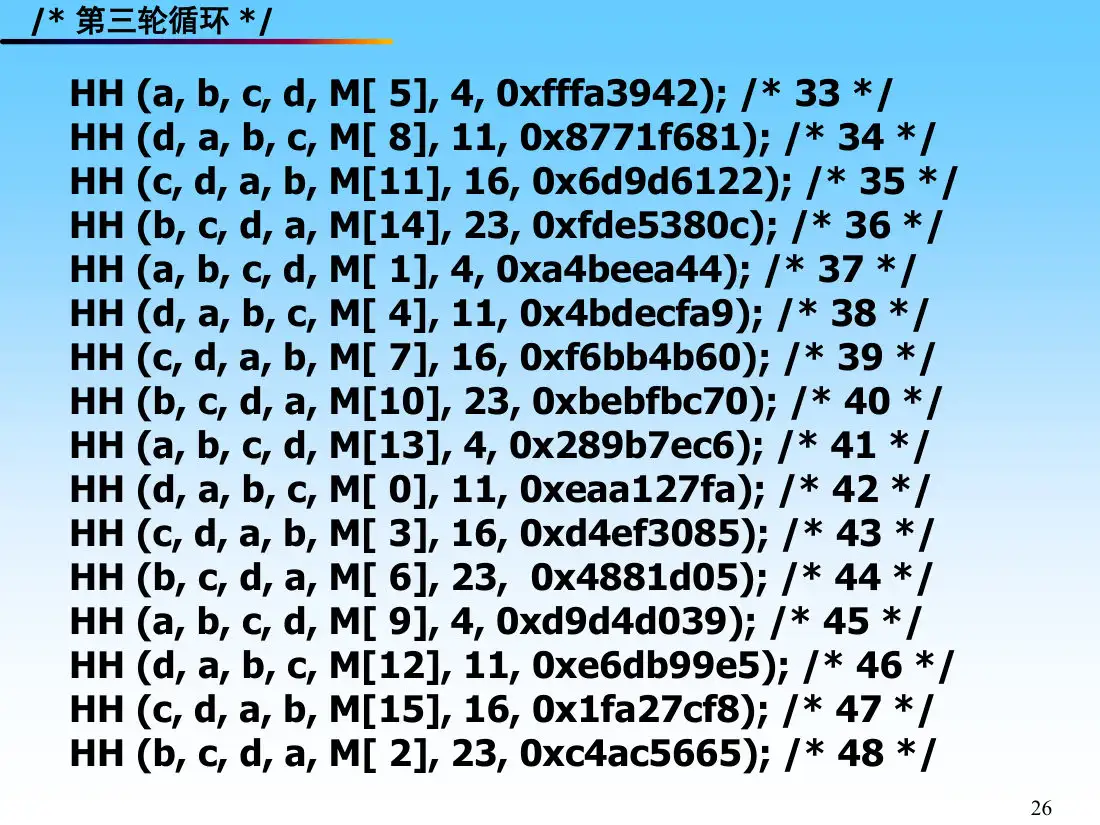 /* 第三轮循环 */
HH (a, b, c, d, M[ 5], 4, 0xfffa3942); /* 33 */
HH (d, a, b, c, M[ 8], 11, 0x8771f681); /* 34 */
HH (c, d, a, b, M[11], 16, 0x6d9d6122); /* 35 */
HH (b, c, d, a, M[14], 23, 0xfde5380c); /* 36 */
HH (a, b, c, d, M[ 1], 4, 0xa4beea44); /* 37 */
HH (d, a, b, c, M[ 4], 11, 0x4bdecfa9); /* 38 */
HH (c, d, a, b, M[ 7], 16, 0xf6bb4b60); /* 39 */
HH (b, c, d, a, M[10], 23, 0xbebfbc70); /* 40 */
HH (a, b, c, d, M[13], 4, 0x289b7ec6); /* 41 */
HH (d, a, b, c, M[ 0], 11, 0xeaa127fa); /* 42 */
HH (c, d, a, b, M[ 3], 16, 0xd4ef3085); /* 43 */
HH (b, c, d, a, M[ 6], 23,  0x4881d05); /* 44 */
HH (a, b, c, d, M[ 9], 4, 0xd9d4d039); /* 45 */
HH (d, a, b, c, M[12], 11, 0xe6db99e5); /* 46 */
HH (c, d, a, b, M[15], 16, 0x1fa27cf8); /* 47 */
HH (b, c, d, a, M[ 2], 23, 0xc4ac5665); /* 48 */
26